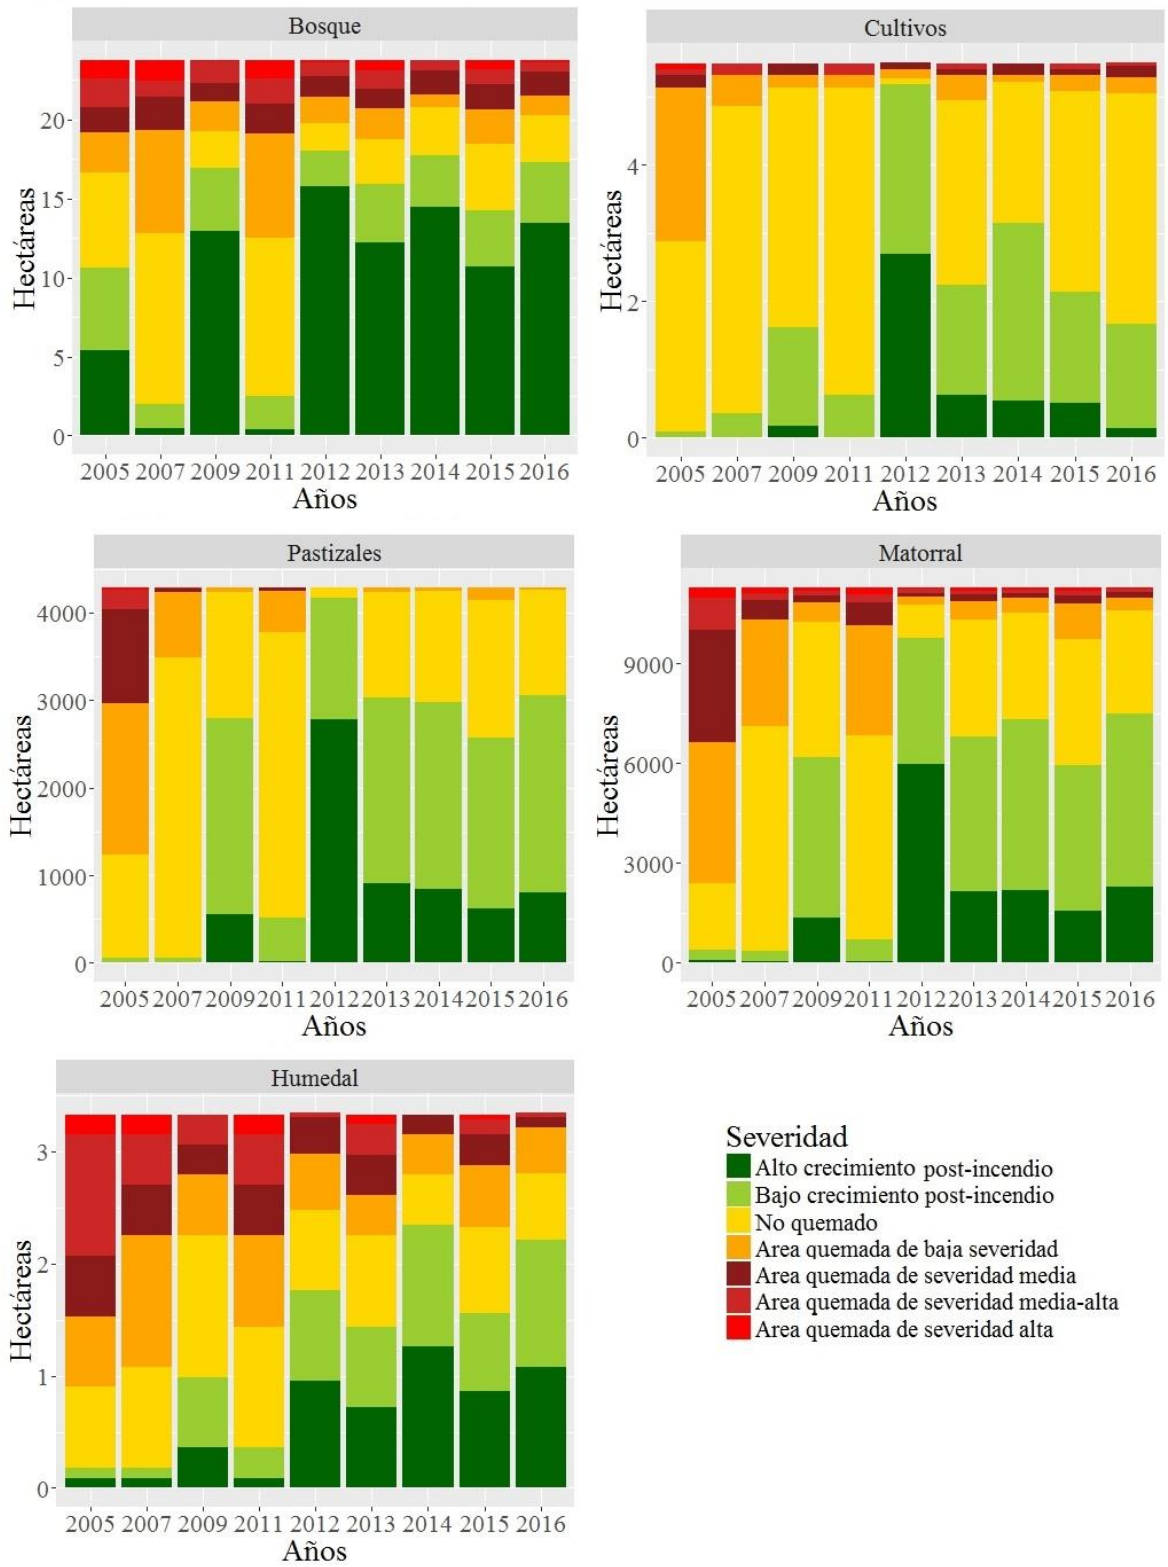 Bosque
Hectáreas
20
15
10
5
0
2005 2007 2009 2011 2012 2013 2014 2015 2016
Años
Cultivos
Hectáreas
4
2
0
2005 2007 2009 2011 2012 2013 2014 2015 2016
Años
Pastizales
Hectáreas
4000
3000
2000
1000
0
2005 2007 2009 2011 2012 2013 2014 2015 2016
Años
Matorral
Hectáreas
9000
6000
3000
0
2005 2007 2009 2011 2012 2013 2014 2015 2016
Años
Humedal
Hectáreas
3
2
1
0
2005 2007 2009 2011 2012 2013 2014 2015 2016
Años
Severidad
Alto crecimiento post-incendio
Bajo crecimiento post-incendio
No quemado
Area quemada de baja severidad
Area quemada de severidad media
Area quemada de severidad media-alta
Area quemada de severidad alta